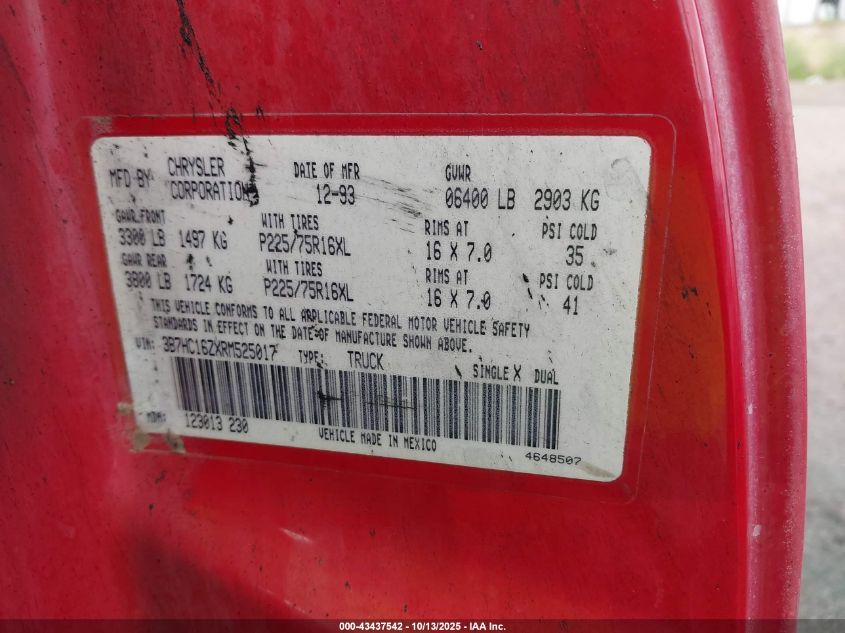 MFD BY CHRYSLER CORPORATION DATE OF MFR 12-93 GVWR 06400 LB 2903 KG
GAWR FRONT WITH TIRES RIMS AT PSI COLD
3300 LB 1497 KG P225/75R16XL 16 X 7.0 35
GAWR REAR WITH TIRES RIMS AT PSI COLD
3800 LB 1724 KG P225/75R16XL 16 X 7.0 41
THIS VEHICLE CONFORMS TO ALL APPLICABLE FEDERAL MOTOR VEHICLE SAFETY
STANDARDS IN EFFECT ON THE DATE OF MANUFACTURE SHOWN ABOVE.
VIN: 3B7HC16ZXRM525017 TYPE: TRUCK SINGLE X DUAL
MDH: 123013 230
VEHICLE MADE IN MEXICO
4648507
000-43437542 • 10/13/2025 - IAA Inc.